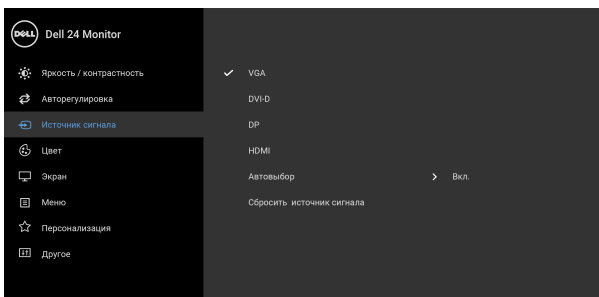 DELL Dell 24 Monitor
Яркость / контрастность
VGA
Авторегулировка
DVI-D
Источник сигнала
DP
Цвет
HDMI
Экран
Автовыбор Вкл.
Меню
Сбросить источник сигнала
Персонализация
Другое